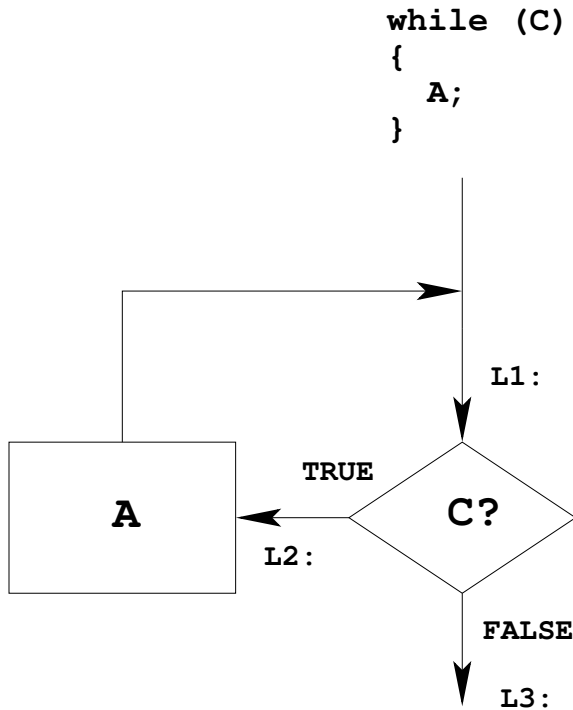 while (C)
{
A;
}
L1:
TRUE
A
C?
L2:
FALSE
L3: